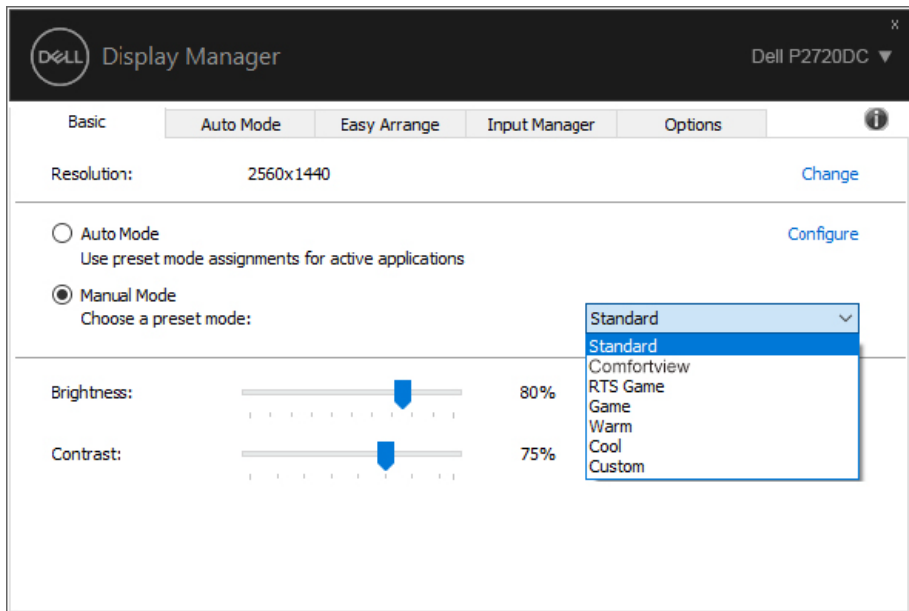 x
DELL Display Manager
Dell P2720DC ▼
Basic Auto Mode Easy Arrange Input Manager Options
Resolution: 2560x1440 Change
Auto Mode Configure
Use preset mode assignments for active applications
Manual Mode
Choose a preset mode: Standard
Standard
Comfortview
RTS Game
Game
Warm
Cool
Custom
Brightness: 80%
Contrast: 75%